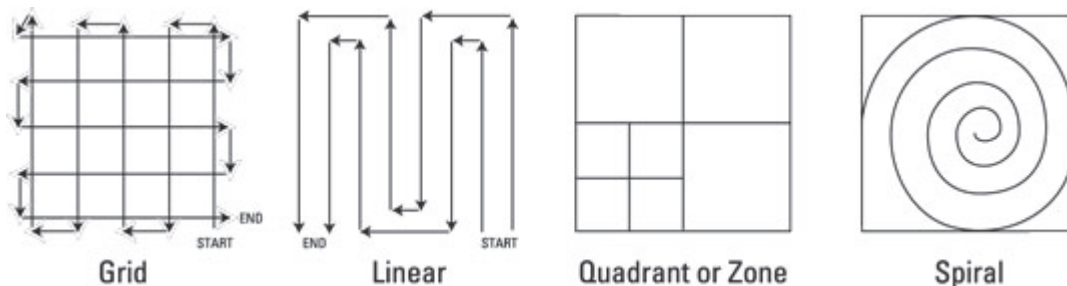 END
START
END
START
Grid
Linear
Quadrant or Zone
Spiral